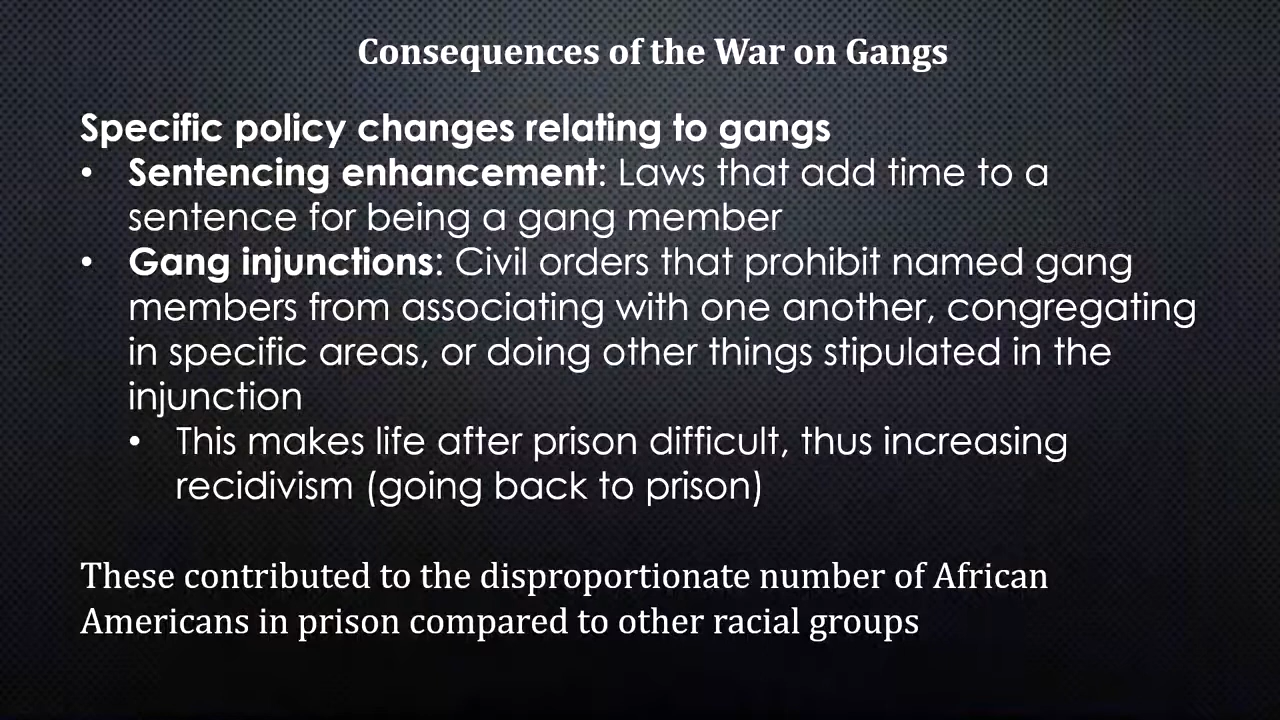 Consequences of the War on Gangs
Specific policy changes relating to gangs
• Sentencing enhancement: Laws that add time to a
sentence for being a gang member
• Gang injunctions: Civil orders that prohibit named gang
members from associating with one another, congregating
in specific areas, or doing other things stipulated in the
injunction
• This makes life after prison difficult, thus increasing
recidivism (going back to prison)
These contributed to the disproportionate number of African
Americans in prison compared to other racial groups